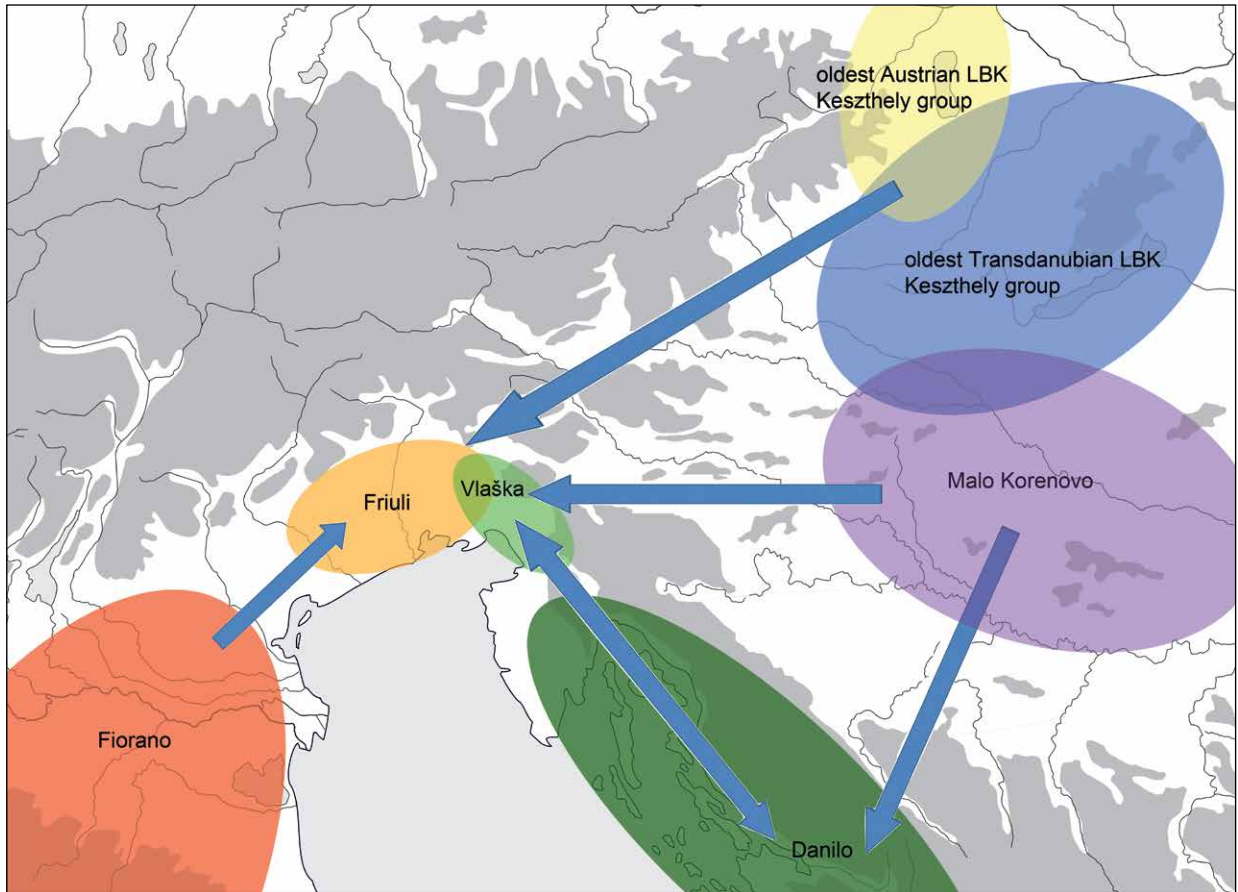 oldest Austrian LBK
Keszthely group
oldest Transdanubian LBK
Keszthely group
Malo Korenovo
Vlaška
Friuli
Fiorano
Danilo